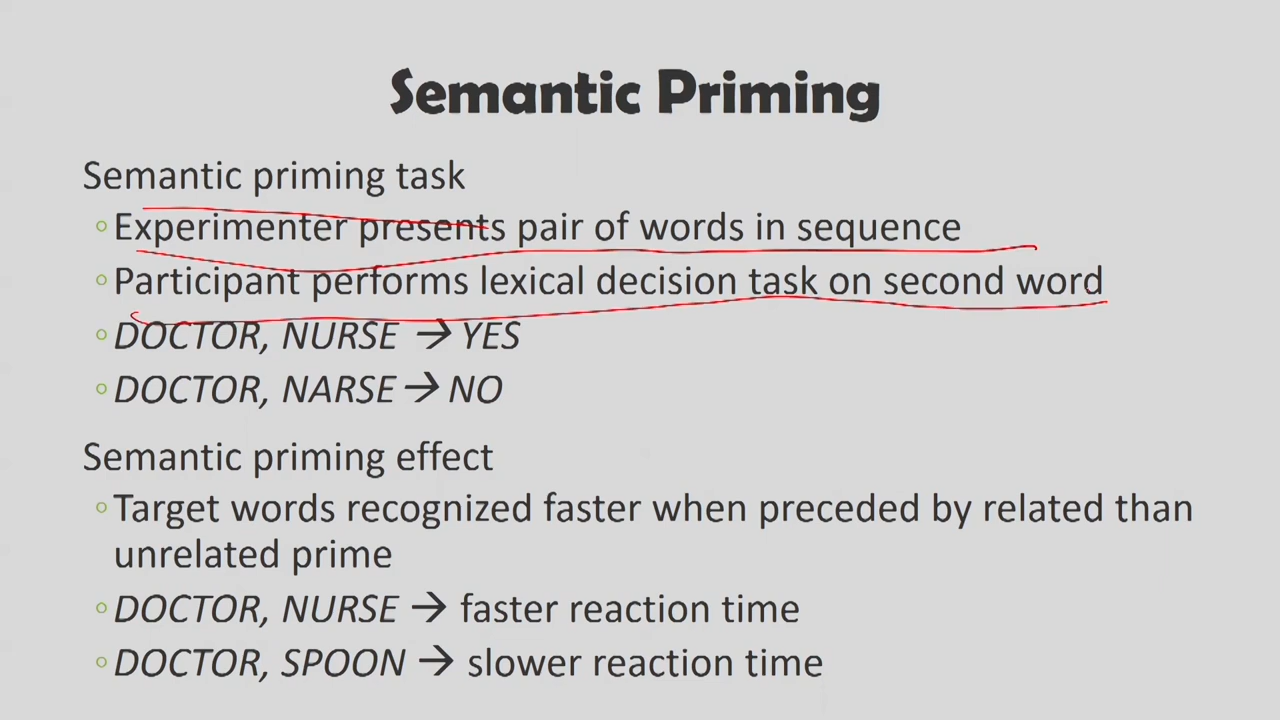 Semantic Priming
Semantic priming task
◦Experimenter presents pair of words in sequence
◦Participant performs lexical decision task on second word
◦DOCTOR, NURSE → YES
◦DOCTOR, NARSE → NO
Semantic priming effect
◦Target words recognized faster when preceded by related than
unrelated prime
◦DOCTOR, NURSE → faster reaction time
◦DOCTOR, SPOON → slower reaction time